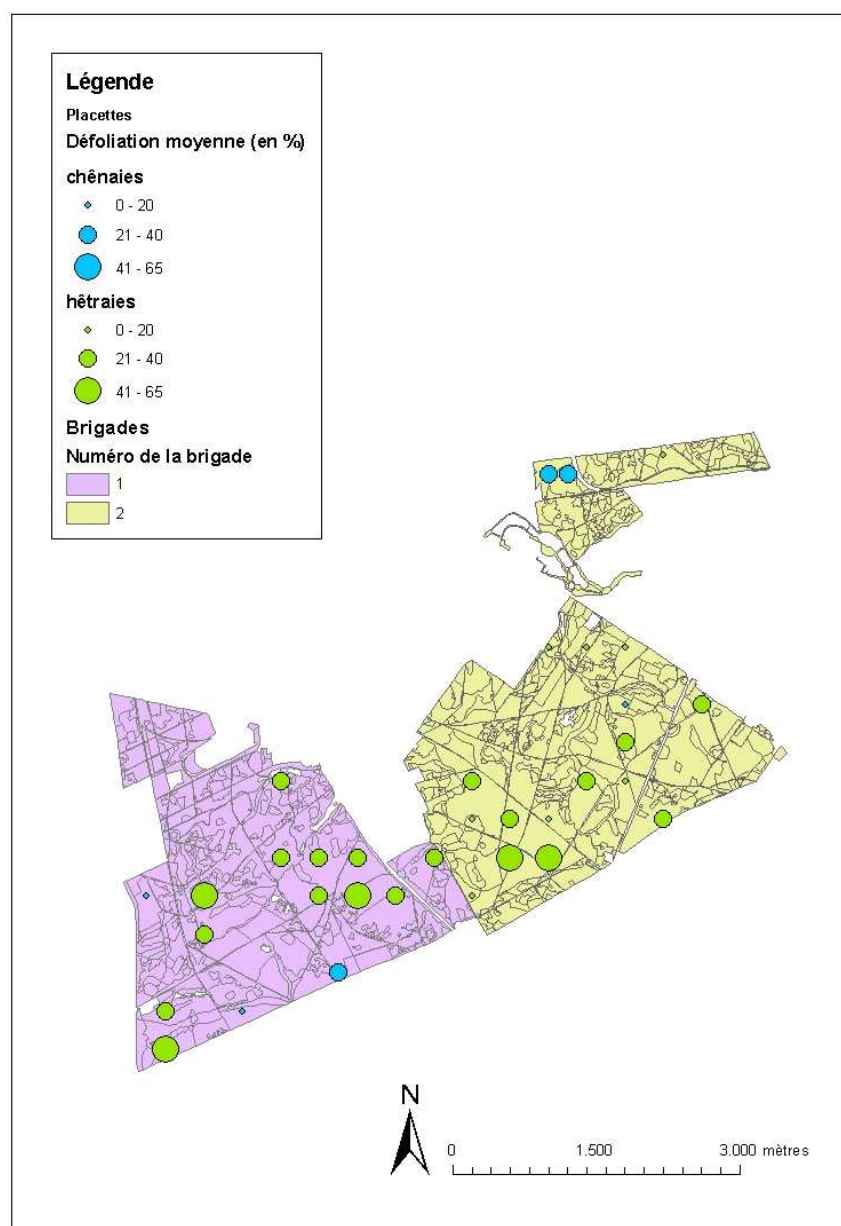 Légende
Placettes
Défoliation moyenne (en %)
chênaies
0 - 20
21 - 40
41 - 65
hêtraies
0 - 20
21 - 40
41 - 65
Brigades
Numéro de la brigade
1
2
N
0 1.500 3.000 mètres